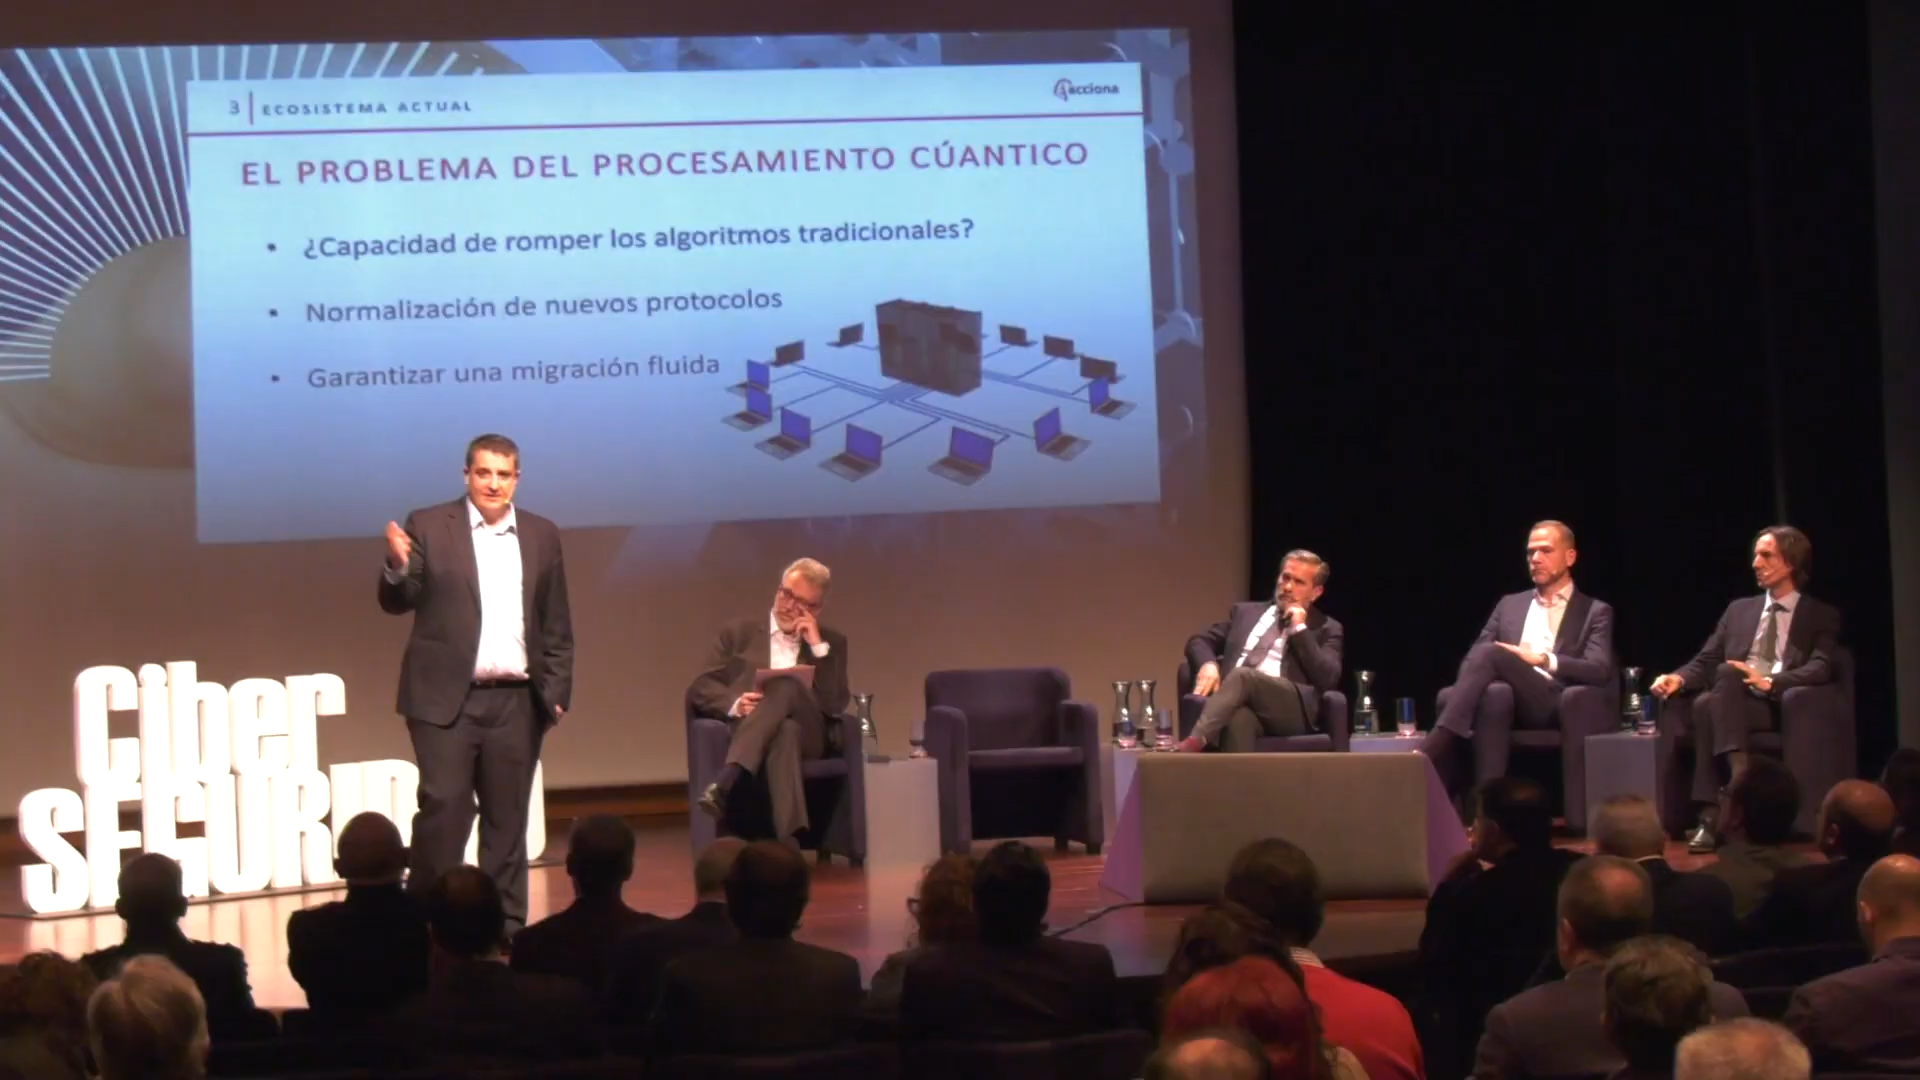 3 | ECOSISTEMA ACTUAL
acciona
EL PROBLEMA DEL PROCESAMIENTO CÚANTICO
• ¿Capacidad de romper los algoritmos tradicionales?
• Normalización de nuevos protocolos
• Garantizar una migración fluida
Ciber
SEGURID